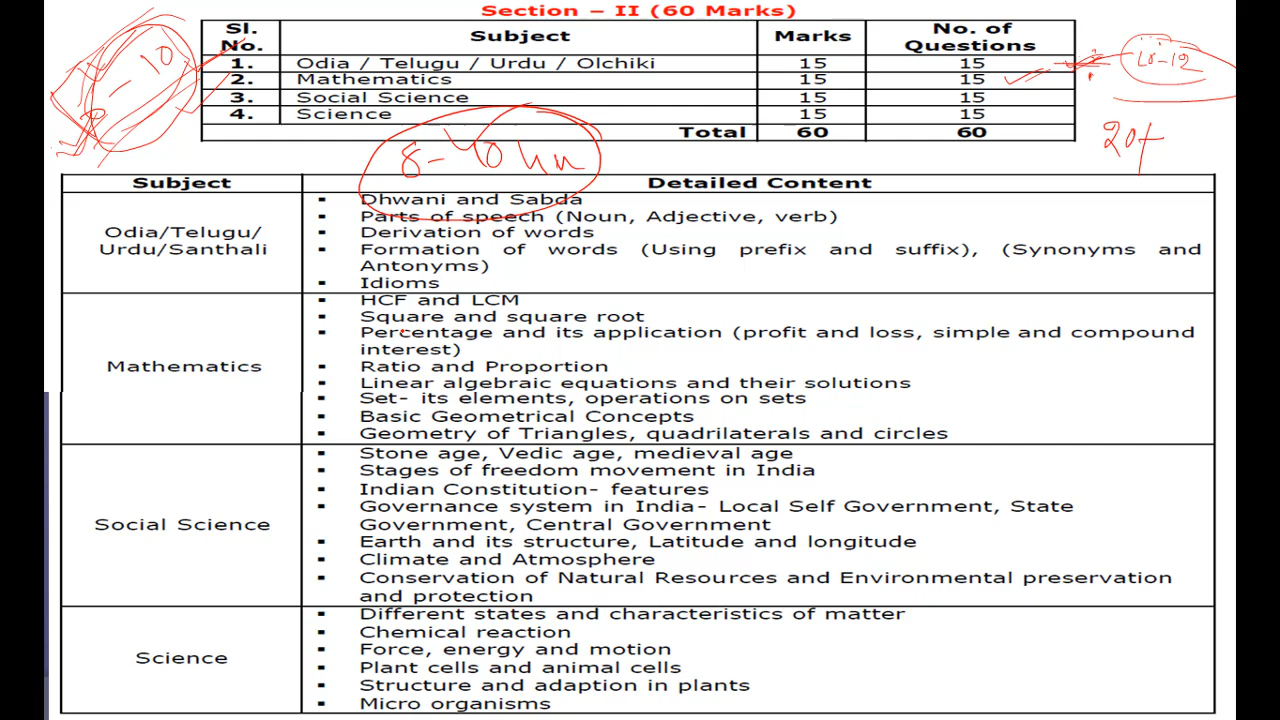 Section – II (60 Marks)
Sl. No. Subject Marks No. of Questions
1. Odia / Telugu / Urdu / Olchiki 15 15
2. Mathematics 15 15
3. Social Science 15 15
4. Science 15 15
Total 60 60
10
8-40
20+
Subject Detailed Content
Odia/Telugu/
Urdu/Santhali
▪ Dhwani and Sabda
▪ Parts of speech (Noun, Adjective, verb)
▪ Derivation of words
▪ Formation of words (Using prefix and suffix), (Synonyms and
Antonyms)
▪ Idioms
Mathematics
▪ HCF and LCM
▪ Square and square root
▪ Percentage and its application (profit and loss, simple and compound
interest)
▪ Ratio and Proportion
▪ Linear algebraic equations and their solutions
▪ Set- its elements, operations on sets
▪ Basic Geometrical Concepts
▪ Geometry of Triangles, quadrilaterals and circles
Social Science
▪ Stone age, Vedic age, medieval age
▪ Stages of freedom movement in India
▪ Indian Constitution- features
▪ Governance system in India- Local Self Government, State
Government, Central Government
▪ Earth and its structure, Latitude and longitude
▪ Climate and Atmosphere
▪ Conservation of Natural Resources and Environmental preservation
and protection
Science
▪ Different states and characteristics of matter
▪ Chemical reaction
▪ Force, energy and motion
▪ Plant cells and animal cells
▪ Structure and adaption in plants
▪ Micro organisms